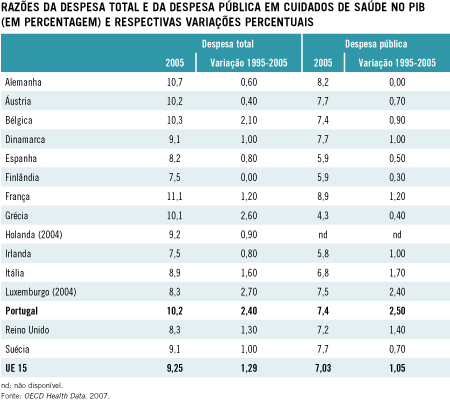 RAZÕES DA DESPESA TOTAL E DA DESPESA PÚBLICA EM CUIDADOS DE SAÚDE NO PIB
(EM PERCENTAGEM) E RESPECTIVAS VARIAÇÕES PERCENTUAIS
Despesa total Despesa pública
2005 Variação 1995-2005 2005 Variação 1995-2005
Alemanha 10,7 0,60 8,2 0,00
Áustria 10,2 0,40 7,7 0,70
Bélgica 10,3 2,10 7,4 0,90
Dinamarca 9,1 1,00 7,7 1,00
Espanha 8,2 0,80 5,9 0,50
Finlândia 7,5 0,00 5,9 0,30
França 11,1 1,20 8,9 1,20
Grécia 10,1 2,60 4,3 0,40
Holanda (2004) 9,2 0,90 nd nd
Irlanda 7,5 0,80 5,8 1,00
Itália 8,9 1,60 6,8 1,70
Luxemburgo (2004) 8,3 2,70 7,5 2,40
Portugal 10,2 2,40 7,4 2,50
Reino Unido 8,3 1,30 7,2 1,40
Suécia 9,1 1,00 7,7 0,70
UE 15 9,25 1,29 7,03 1,05
nd: não disponível.
Fonte: OECD Health Data. 2007.